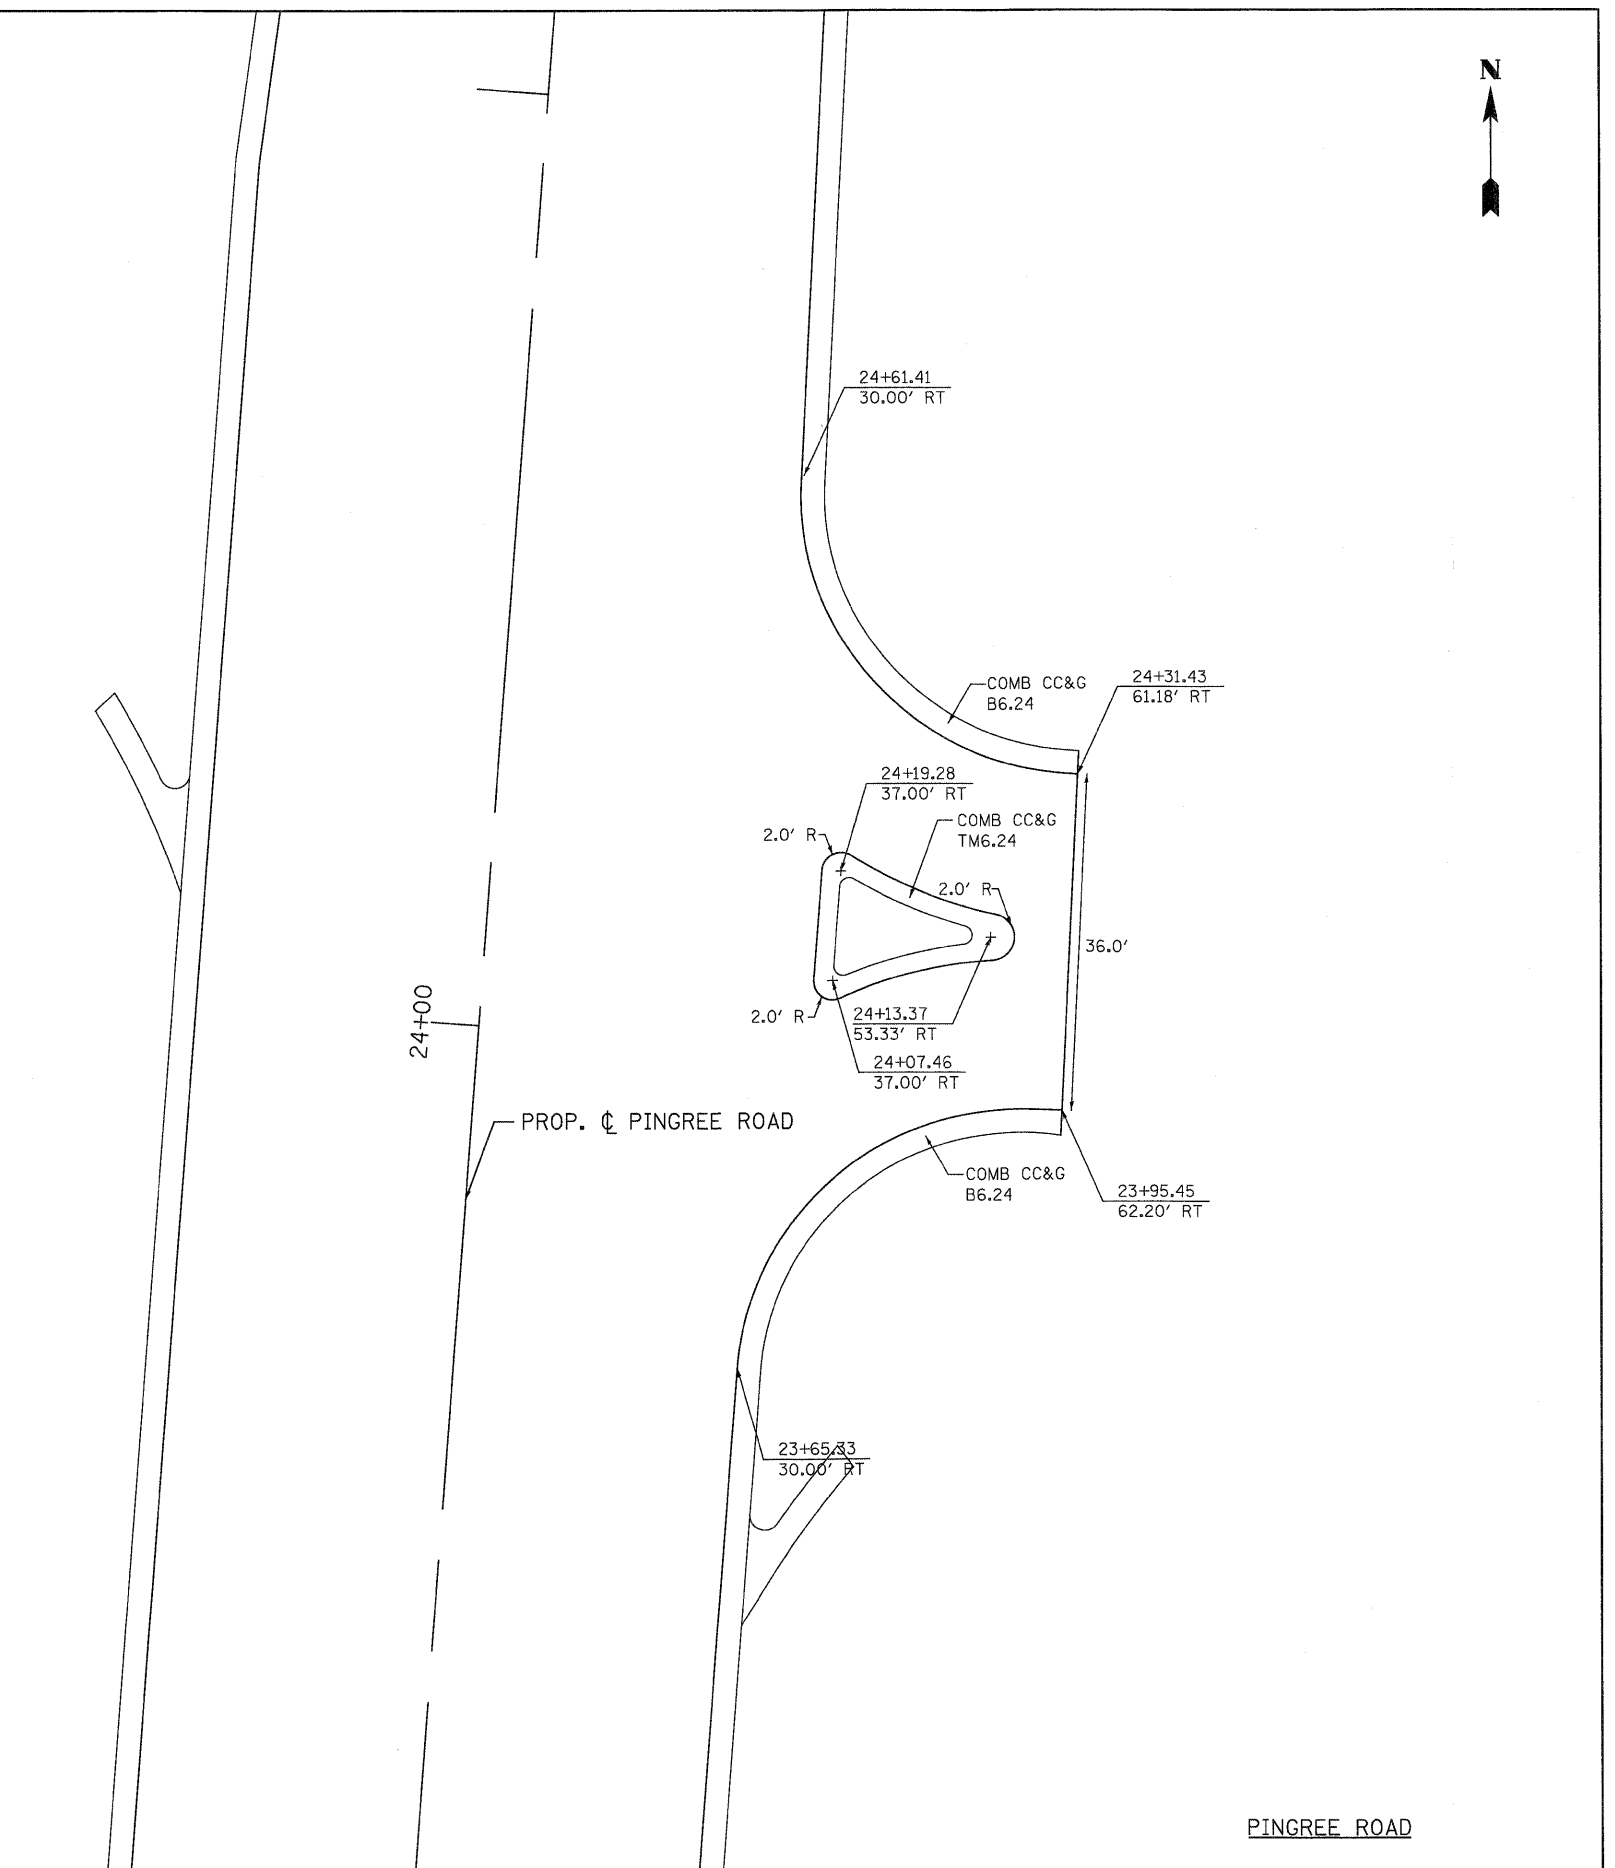 N
24+61.41
30.00' RT
COMB CC&G
B6.24
24+31.43
61.18' RT
24+19.28
37.00' RT
COMB CC&G
TM6.24
2.0' R
2.0' R
36.0'
24+00
2.0' R
24+13.37
53.33' RT
24+07.46
37.00' RT
PROP. ℄ PINGREE ROAD
COMB CC&G
B6.24
23+95.45
62.20' RT
23+65.33
30.00' RT
PINGREE ROAD